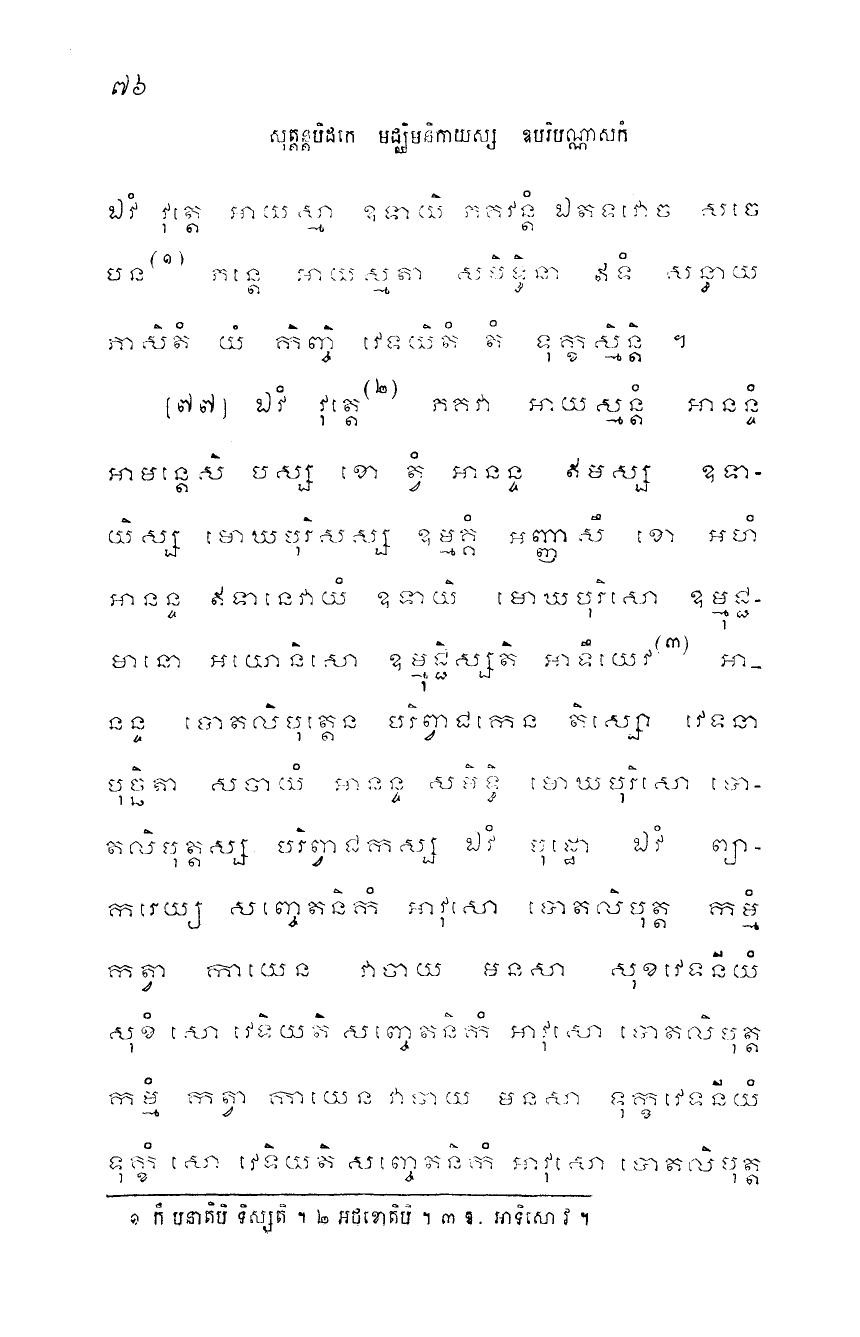 ៧៦
សុត្តន្តបិដកេ មជ្ឈិមនិកាយស្ស ឧបរិបណ្ណាសកំ
ឯវំ វុត្តេ អាយស្មា ឧទាយិ ភគវន្តំ ឯតទវោច សចេ
បន(១) ភន្តេ អាយស្មតា សមិទ្ធិនា ឥទំ សន្ធាយ
ភាសិតំ យំ កិញ្ចិ វេទយិតំ តំ ទុក្ខស្មិន្តិ ។
[៧៧] ឯវំ វុត្តេ(២) ភគវា អាយស្មន្តំ អានន្ទំ
អាមន្តេសិ បស្ស ខោ ត្វំ អានន្ទ ឥមស្ស ឧទា-
យិស្ស មោឃបុរិសស្ស ឧម្មគ្គំ អញ្ញាសឹ ខោ អហំ
អានន្ទ ឥទានេវាយំ ឧទាយិ មោឃបុរិសោ ឧម្មុជ្ជ-
មានោ អយោនិសោ ឧម្មុជ្ជិស្សតិ អាទឹយេវ(៣) អា-
នន្ទ បោតលិបុត្តេន បរិព្វាជកេន តិស្សោ វេទនា
បុច្ឆិតា សចាយំ អានន្ទ សមិទ្ធិ មោឃបុរិសោ បោ-
តលិបុត្តស្ស បរិព្វាជកស្ស ឯវំ បុដ្ឋោ ឯវំ ព្យា-
ករេយ្យ សញ្ចេតនិកំ អាវុសោ បោតលិបុត្ត កម្មំ
កត្វា កាយេន វាចាយ មនសា សុខវេទនីយំ
សុខំ សោ វេទិយតិ សញ្ចេតនិកំ អាវុសោ បោតលិបុត្ត
កម្មំ កត្វា កាយេន វាចាយ មនសា ទុក្ខវេទនីយំ
ទុក្ខំ សោ វេទិយតិ សញ្ចេតនិកំ អាវុសោ បោតលិបុត្ត
១ កំ បនាតិបិ ទិស្សតិ ។ ២ អថខោតិបិ ។ ៣ ឱ. អាទិសោ វ ។